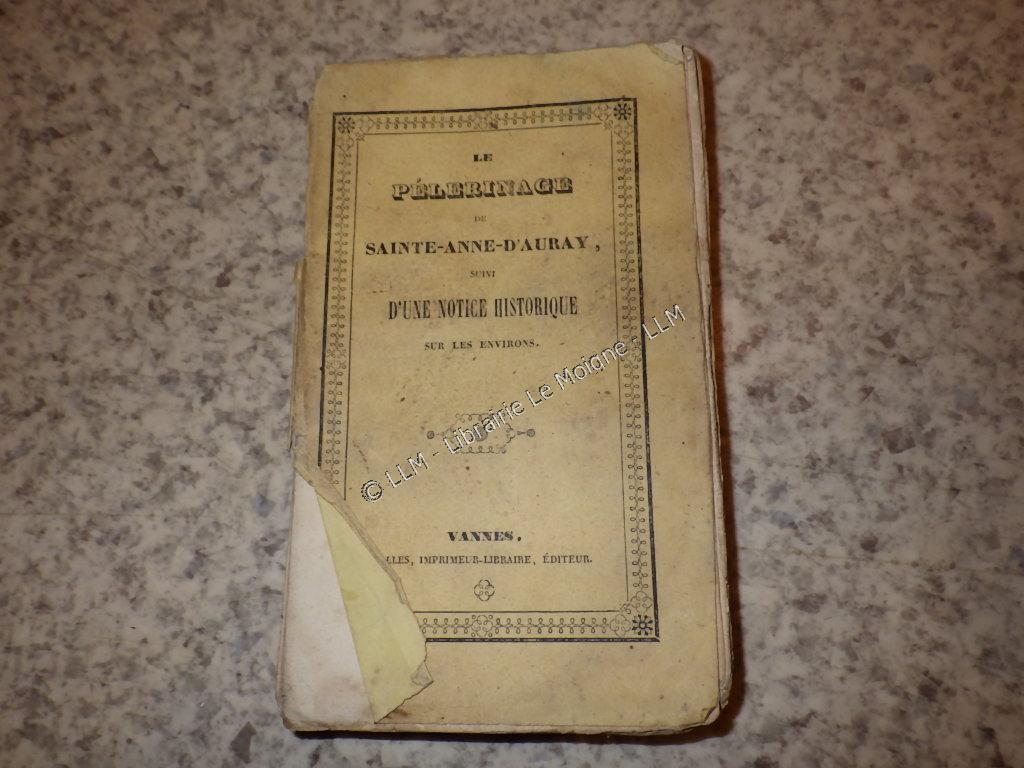 LE
PÉLERINAGE
DE
SAINTE-ANNE-D'AURAY,
SUIVI
D'UNE NOTICE HISTORIQUE
SUR LES ENVIRONS.
© LLM - Librairie Le Moigne - LLM
VANNES.
LLES, IMPRIMEUR-LIBRAIRE, ÉDITEUR.